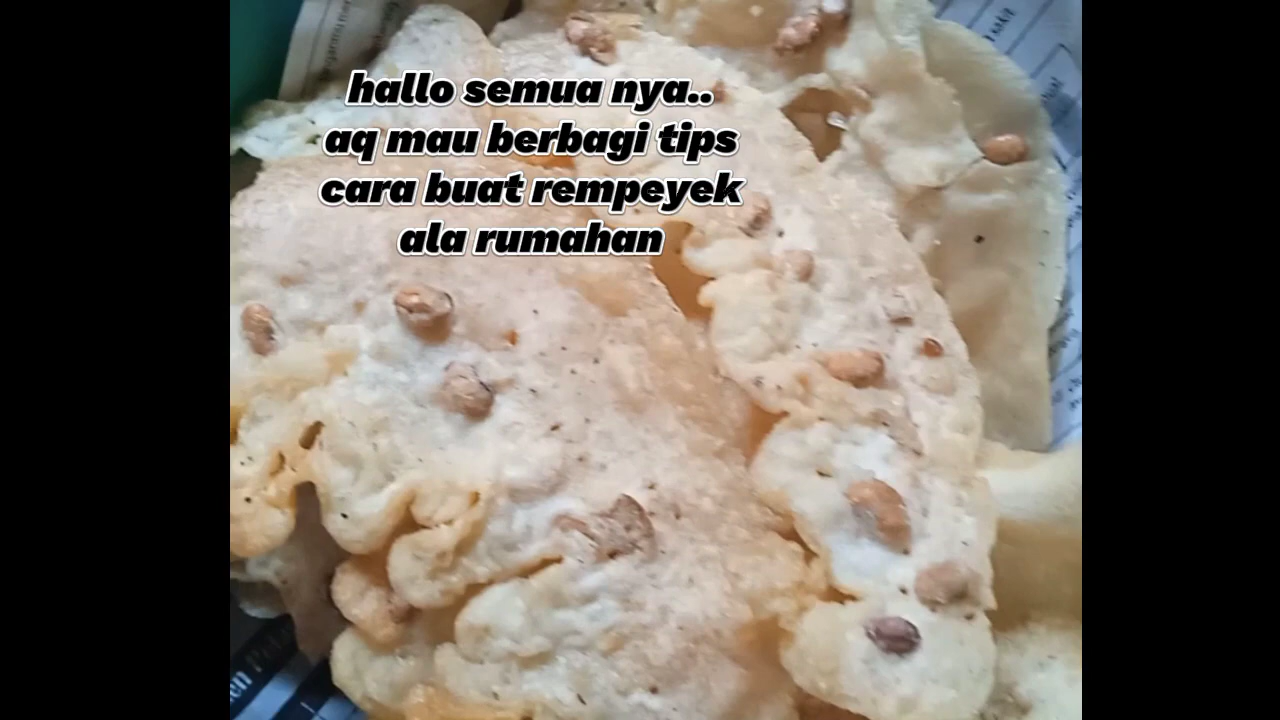 hallo semua nya..
aq mau berbagi tips
cara buat rempeyek
ala rumahan